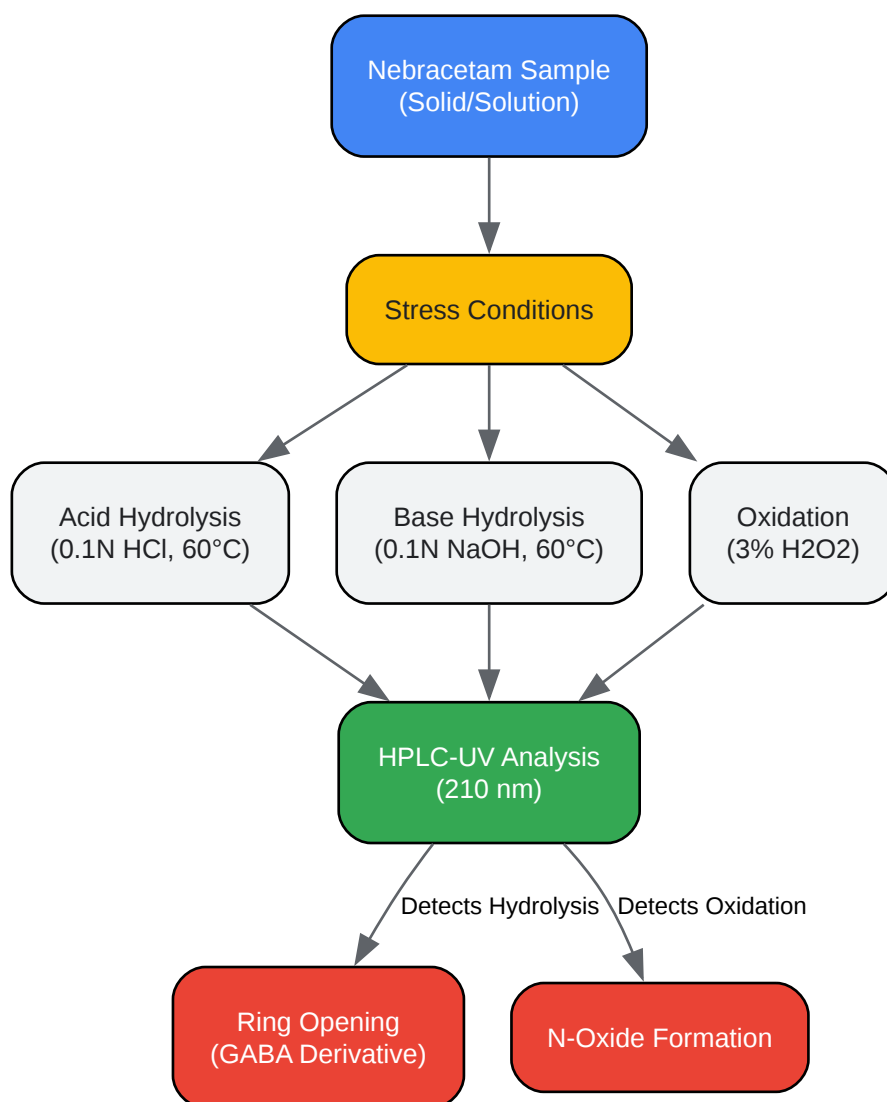 Nebracetam Sample
(Solid/Solution)
Stress Conditions
Acid Hydrolysis
(0.1N HCl, 60°C)
Base Hydrolysis
(0.1N NaOH, 60°C)
Oxidation
(3% H2O2)
HPLC-UV Analysis
(210 nm)
Detects Hydrolysis
Detects Oxidation
Ring Opening
(GABA Derivative)
N-Oxide Formation